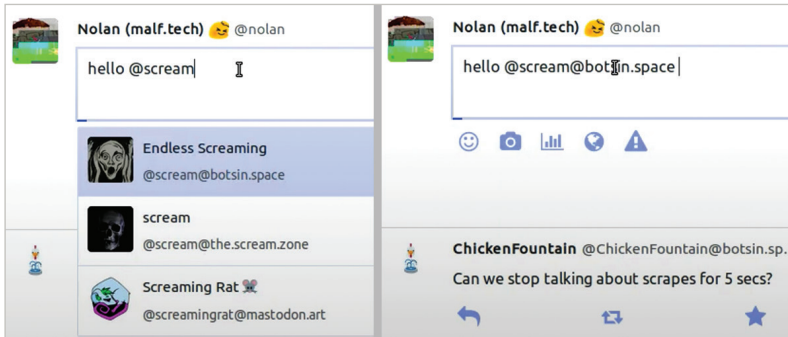 Nolan (malf.tech) @nolan
hello @scream
Endless Screaming
@scream@botsin.space
scream
@scream@the.scream.zone
Screaming Rat
@screamingrat@mastodon.art
Nolan (malf.tech) @nolan
hello @scream@botsin.space
ChickenFountain @ChickenFountain@botsin.sp.
Can we stop talking about scrapes for 5 secs?